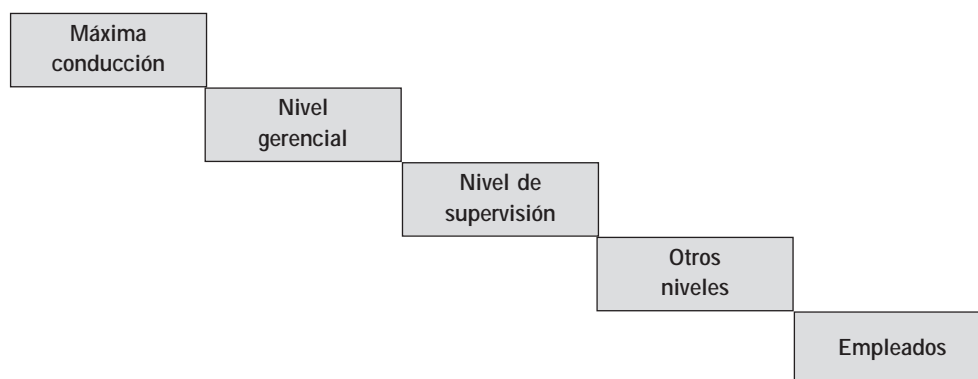 Máxima
conducción
Nivel
gerencial
Nivel de
supervisión
Otros
niveles
Empleados